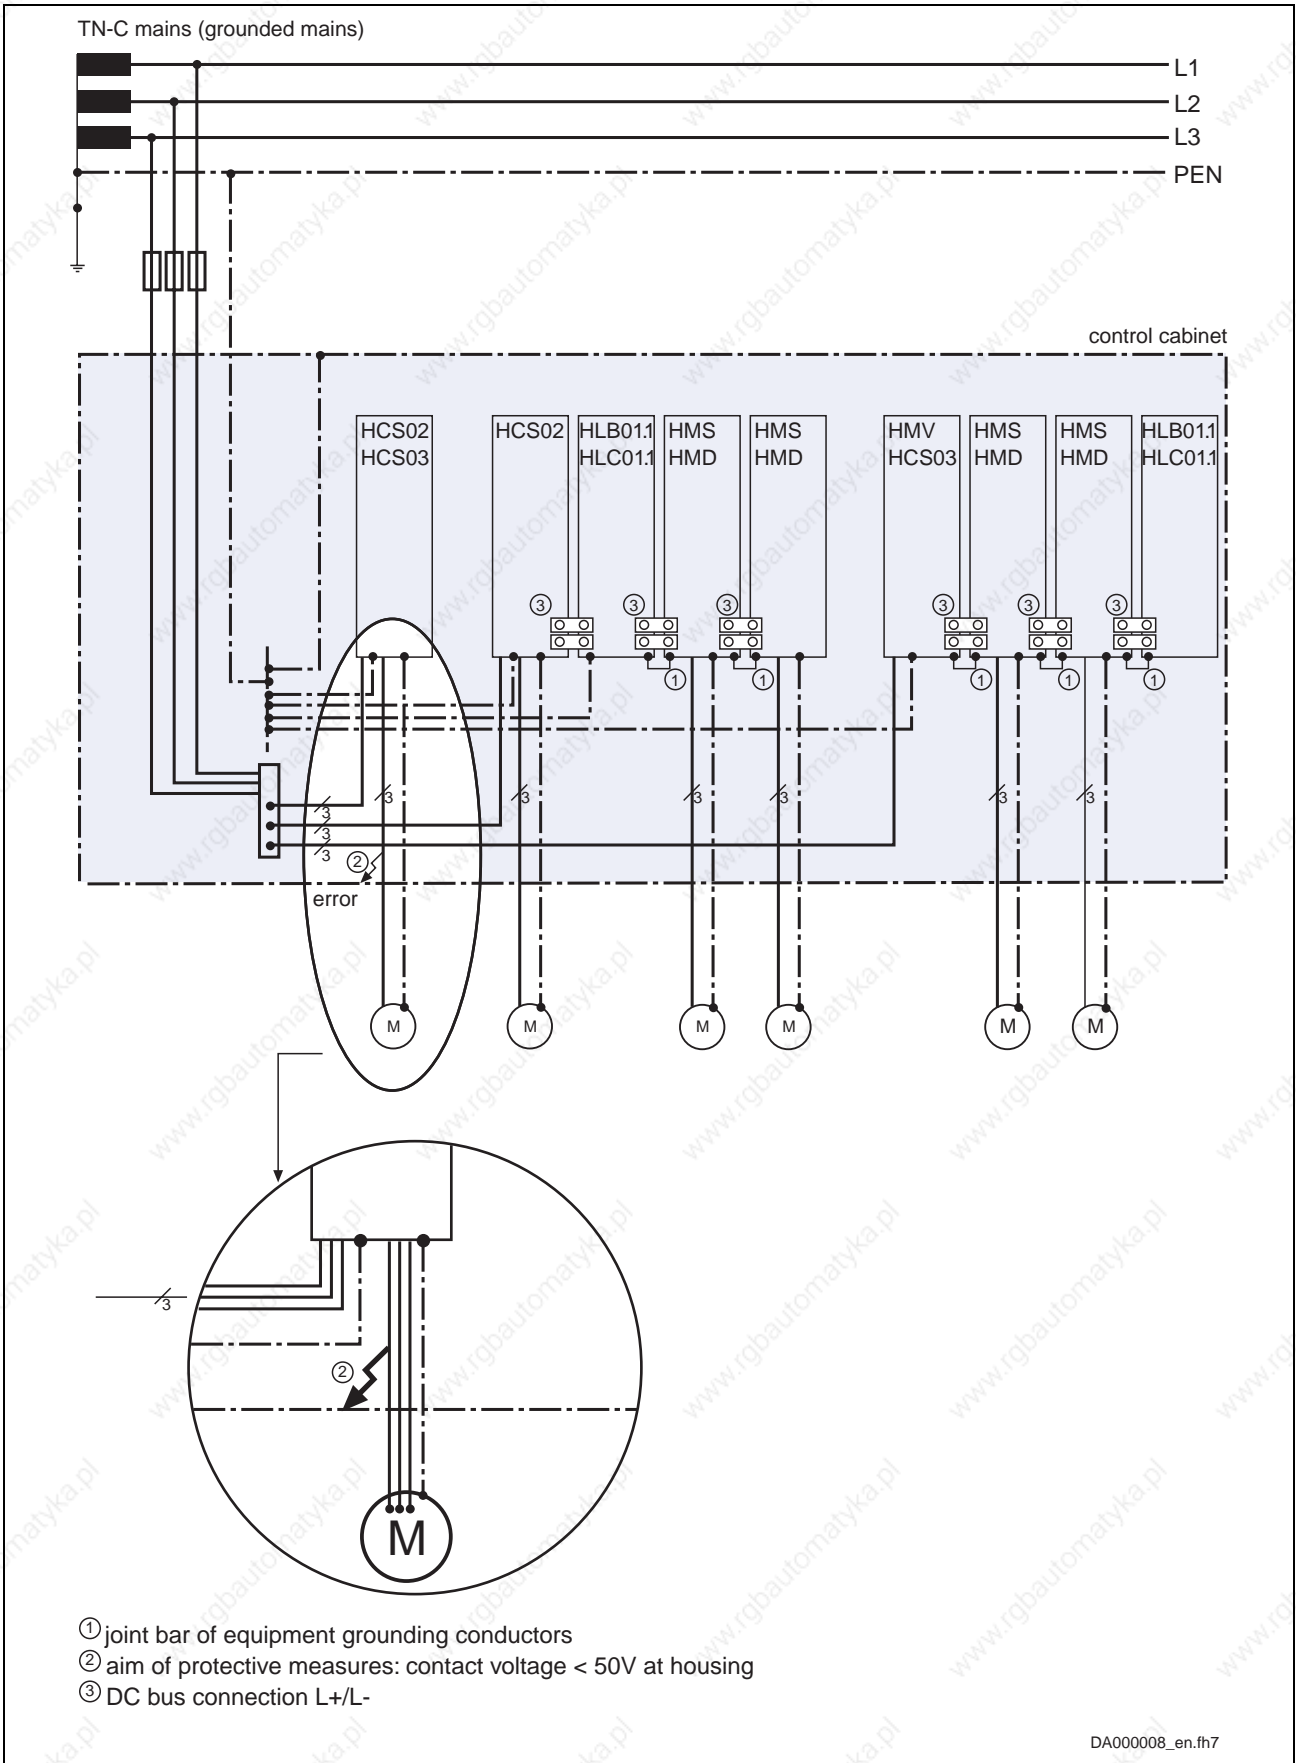 TN-C mains (grounded mains)
L1
L2
L3
PEN
control cabinet
HCS02
HCS03
HCS02
HLB01.1
HLC01.1
HMS
HMD
HMS
HMD
HMV
HCS03
HMS
HMD
HMS
HMD
HLB01.1
HLC01.1
3
3
3
3
3
3
1
1
1
1
1
3
3
3
3
3
3
3
3
3
2
error
M
M
M
M
M
M
3
2
M
1 joint bar of equipment grounding conductors
2 aim of protective measures: contact voltage < 50V at housing
3 DC bus connection L+/L-
DA000008_en.fh7
www.rgbautomatyka.pl